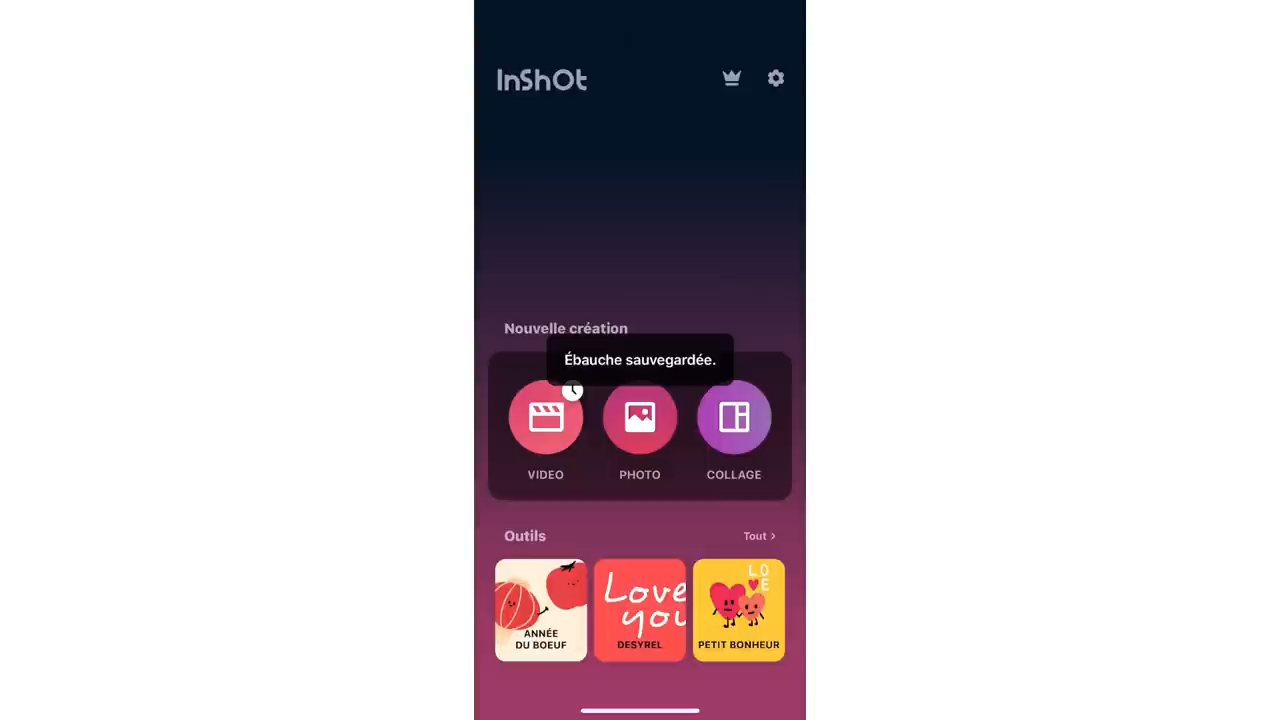 InShOt
Nouvelle création
Ébauche sauvegardée.
VIDEO
PHOTO
COLLAGE
Outils
Tout >
ANNÉE
DU BOEUF
Love
you
DESYREL
LO
E
PETIT BONHEUR